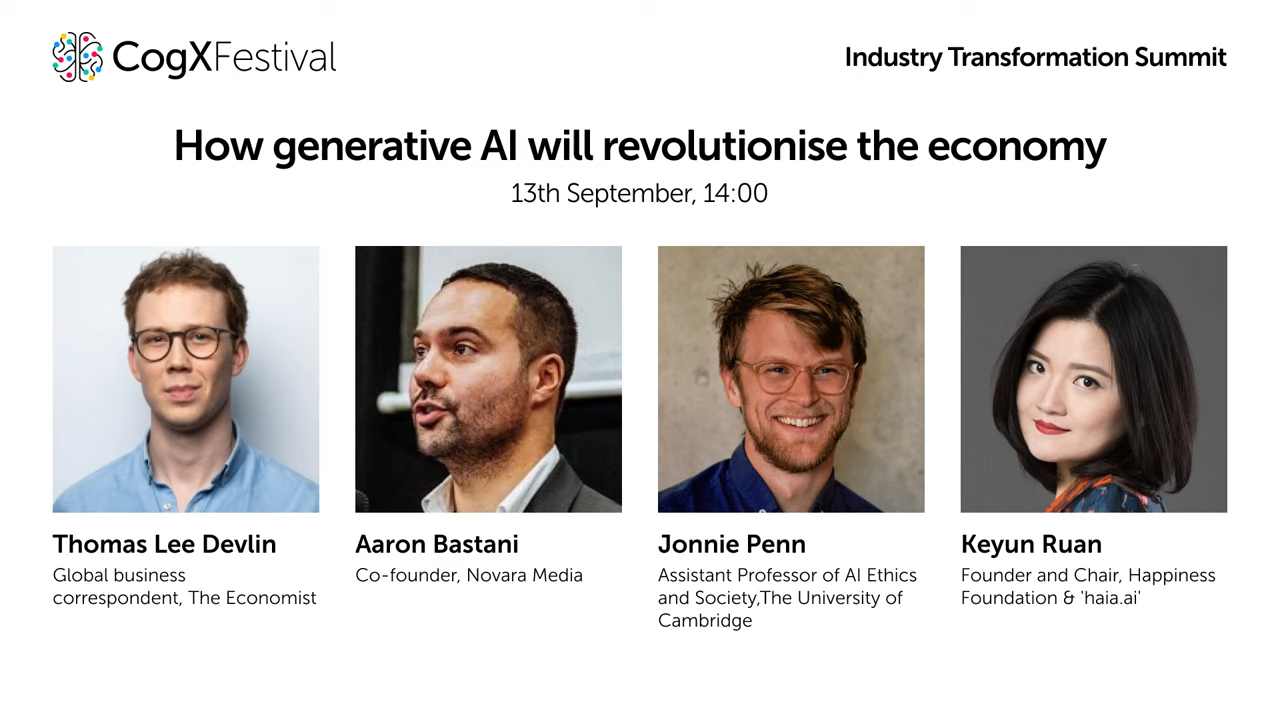 CogXFestival
Industry Transformation Summit
How generative AI will revolutionise the economy
13th September, 14:00
Thomas Lee Devlin
Global business
correspondent, The Economist
Aaron Bastani
Co-founder, Novara Media
Jonnie Penn
Assistant Professor of AI Ethics
and Society,The University of
Cambridge
Keyun Ruan
Founder and Chair, Happiness
Foundation & 'haia.ai'